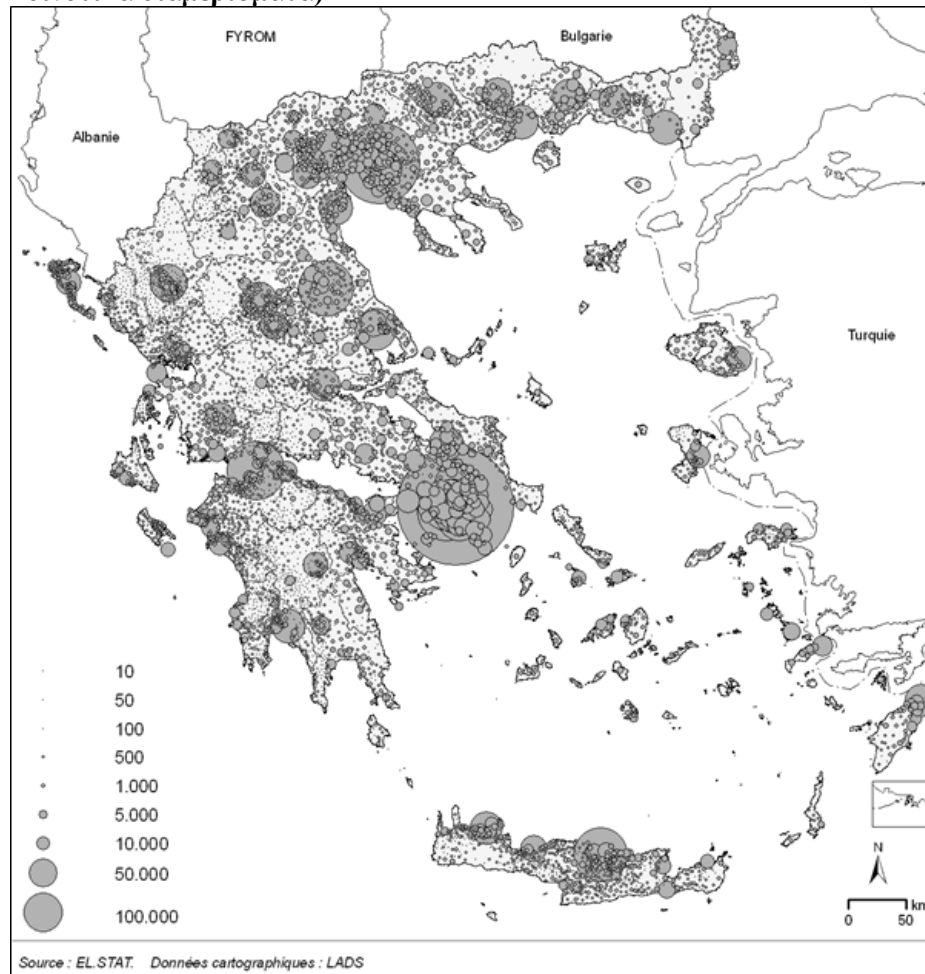 FYROM
Bulgarie
Albanie
Turquie
10
50
100
500
1.000
5.000
10.000
50.000
100.000
N
0 50 km
Source : EL.STAT. Données cartographiques : LADS